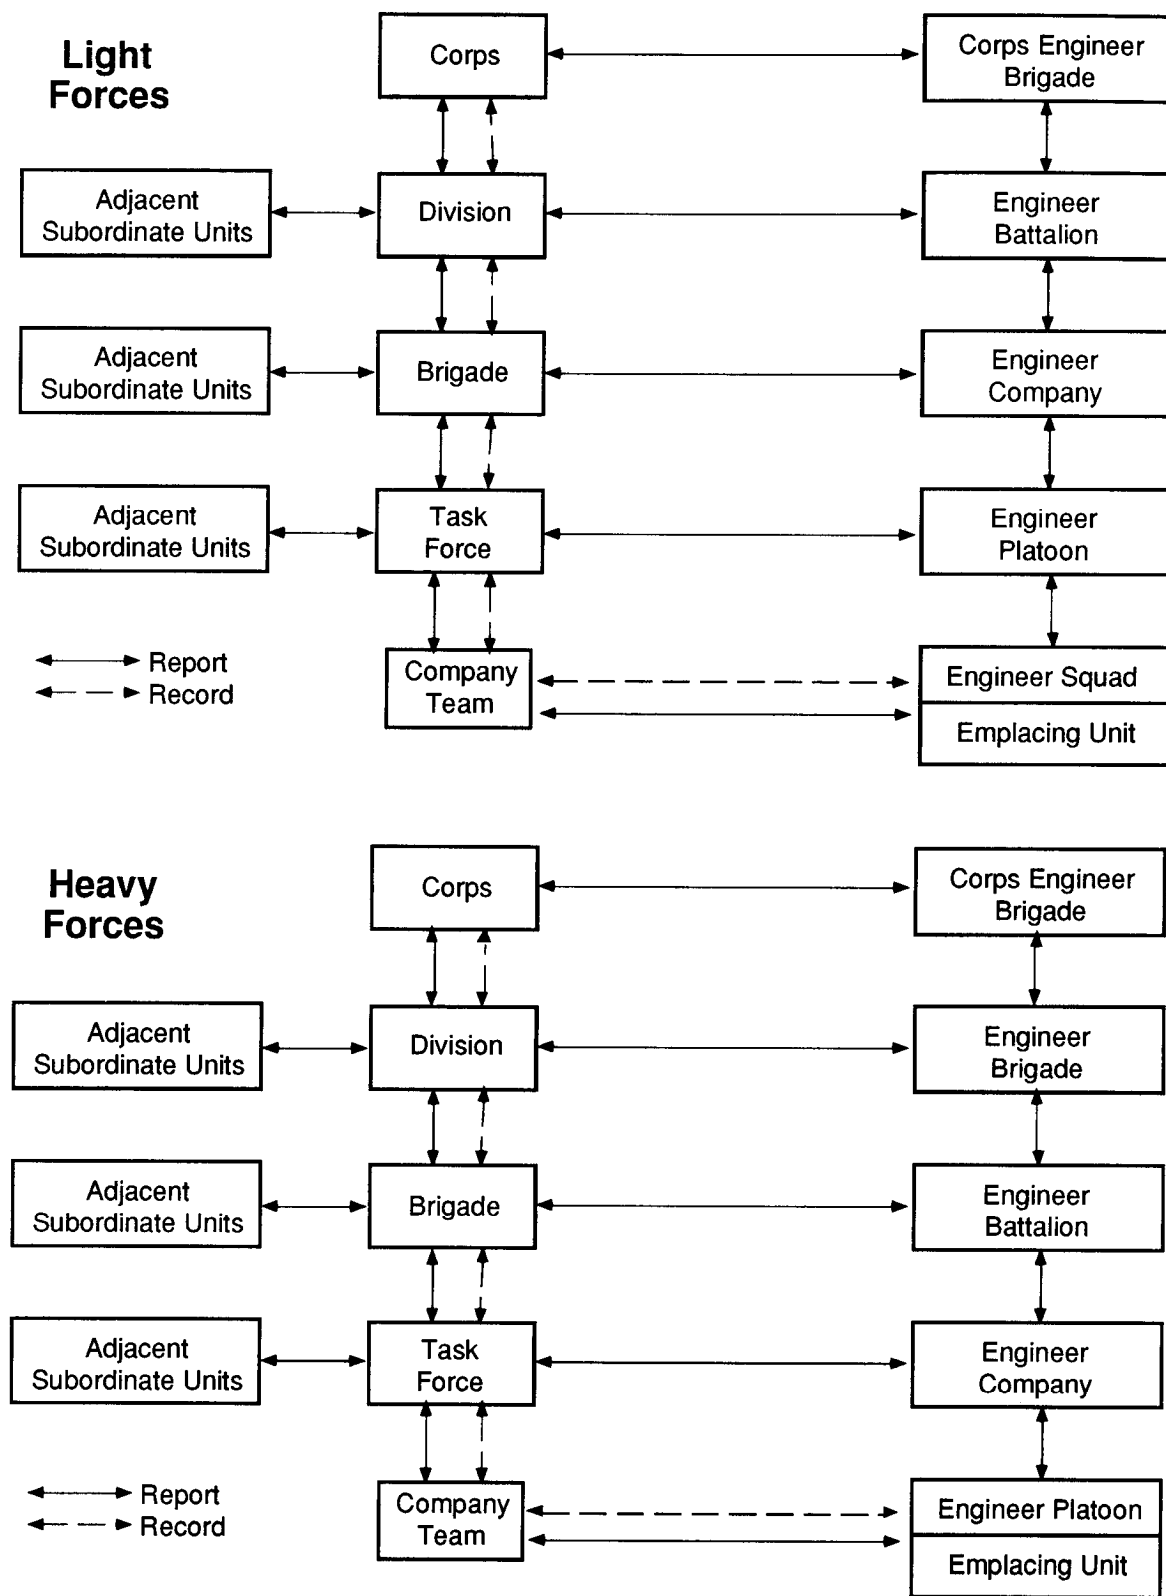 Light
Forces
Corps
Corps Engineer
Brigade
Adjacent
Subordinate Units
Division
Engineer
Battalion
Adjacent
Subordinate Units
Brigade
Engineer
Company
Adjacent
Subordinate Units
Task
Force
Engineer
Platoon
Report
Record
Company
Team
Engineer Squad
Emplacing Unit
Heavy
Forces
Corps
Corps Engineer
Brigade
Adjacent
Subordinate Units
Division
Engineer
Brigade
Adjacent
Subordinate Units
Brigade
Engineer
Battalion
Adjacent
Subordinate Units
Task
Force
Engineer
Company
Report
Record
Company
Team
Engineer Platoon
Emplacing Unit